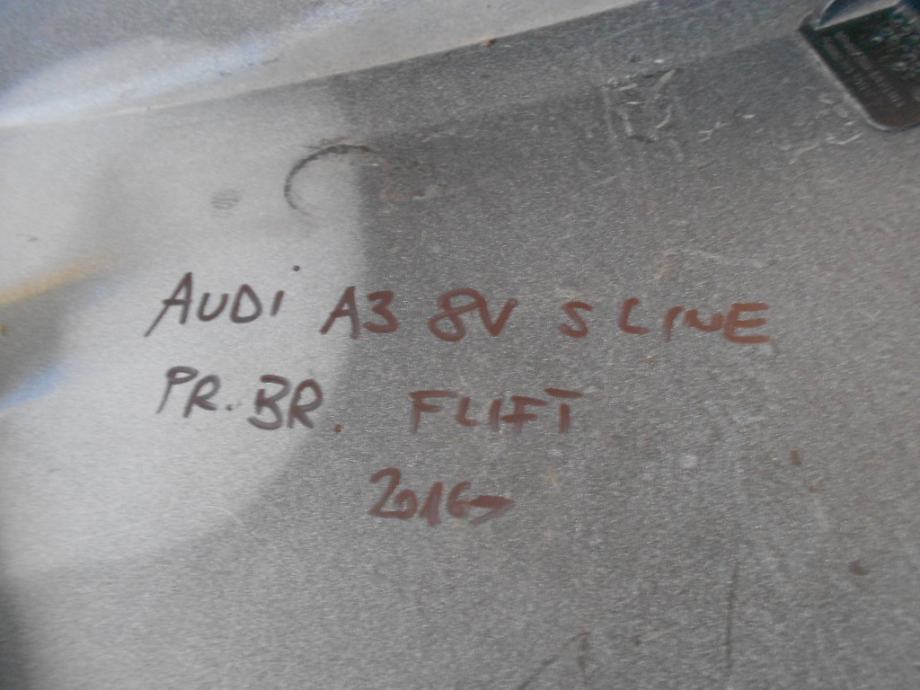 AUDi A3 8V S LINE
PR. BR. FLIFT
2016→